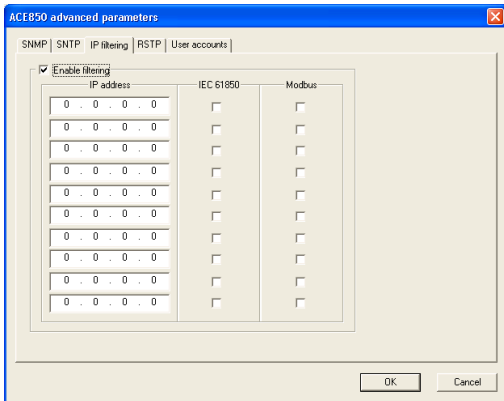 ACE850 advanced parameters
SNMP SNTP IP filtering RSTP User accounts
Enable filtering
IP address IEC 61850 Modbus
0 . 0 . 0 . 0
0 . 0 . 0 . 0
0 . 0 . 0 . 0
0 . 0 . 0 . 0
0 . 0 . 0 . 0
0 . 0 . 0 . 0
0 . 0 . 0 . 0
0 . 0 . 0 . 0
0 . 0 . 0 . 0
0 . 0 . 0 . 0
OK Cancel